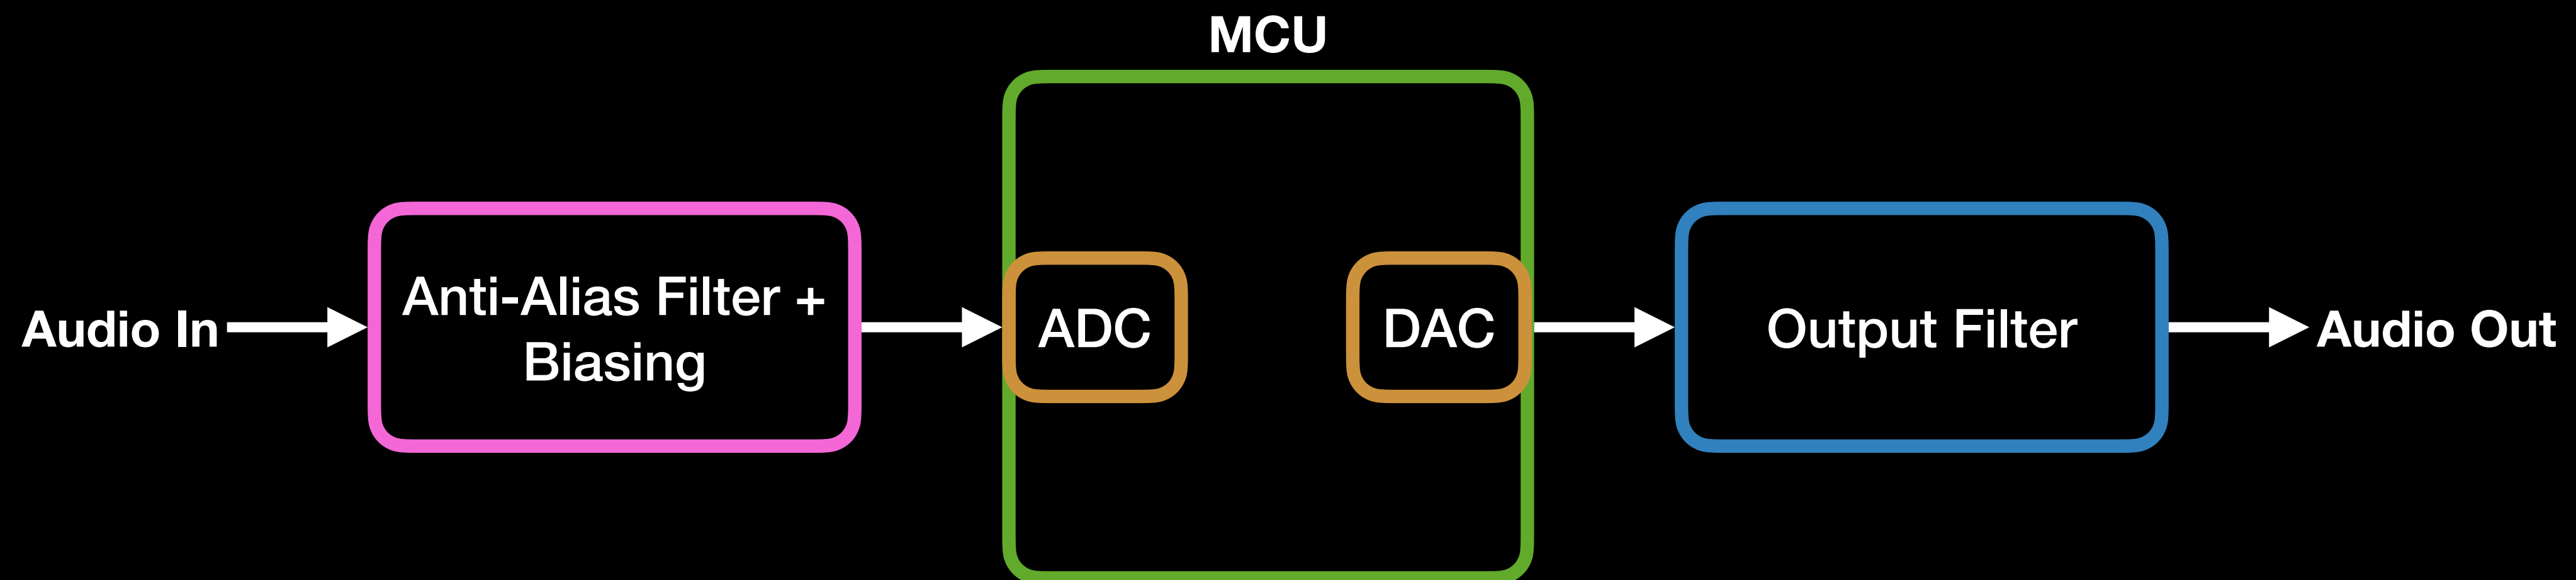 MCU
Audio In
Anti-Alias Filter +
Biasing
ADC
DAC
Output Filter
Audio Out